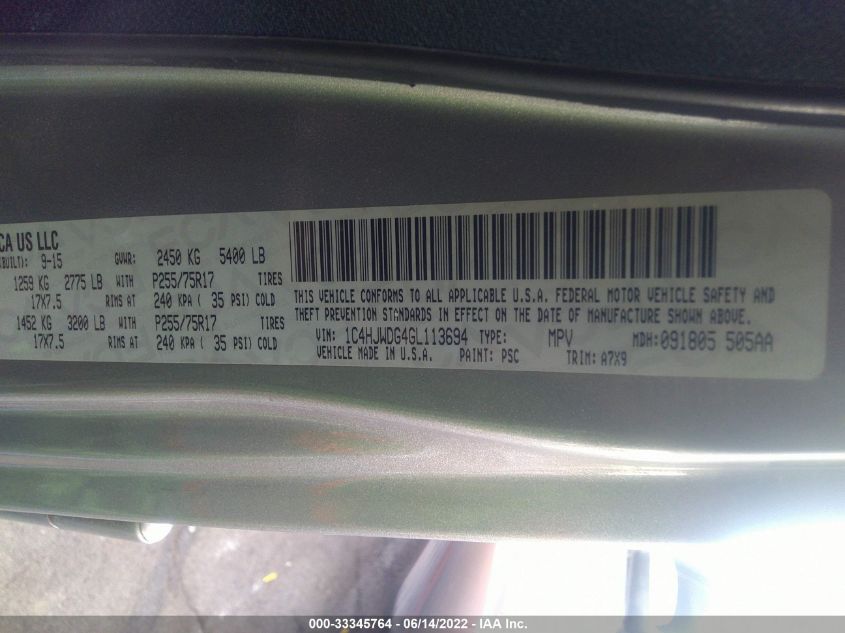 CA US LLC
BUILT): 9-15 GVWR: 2450 KG 5400 LB
1259 KG 2775 LB WITH P255/75R17 TIRES
17X7.5 RIMS AT 240 KPA ( 35 PSI) COLD
1452 KG 3200 LB WITH P255/75R17 TIRES
17X7.5 RIMS AT 240 KPA ( 35 PSI) COLD
THIS VEHICLE CONFORMS TO ALL APPLICABLE U.S.A. FEDERAL MOTOR VEHICLE SAFETY AND
THEFT PREVENTION STANDARDS IN EFFECT ON THE DATE OF MANUFACTURE SHOWN ABOVE.
VIN: 1C4HJWDG4GL113694 TYPE: MPV MDH: 091805 505AA
VEHICLE MADE IN U.S.A. PAINT: PSC TRIM: A7X9
000-33345764 - 06/14/2022 - IAA Inc.